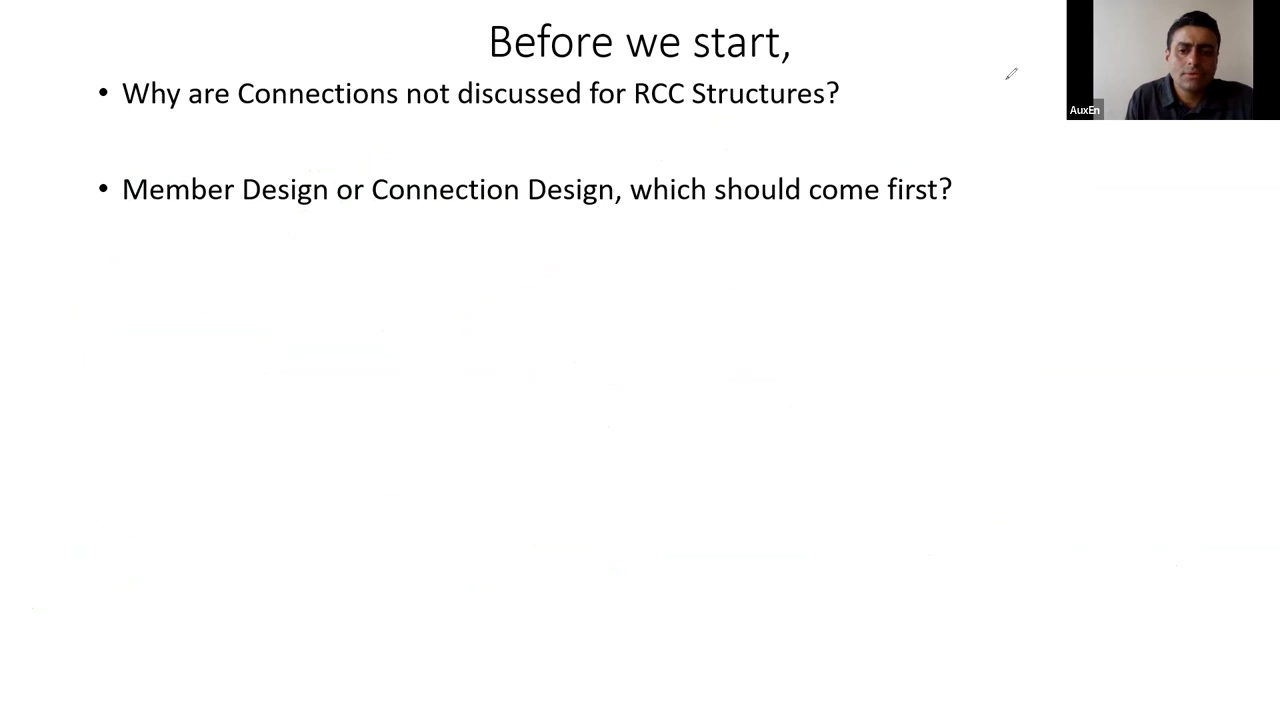 Before we start,
• Why are Connections not discussed for RCC Structures?
• Member Design or Connection Design, which should come first?
AuxEn